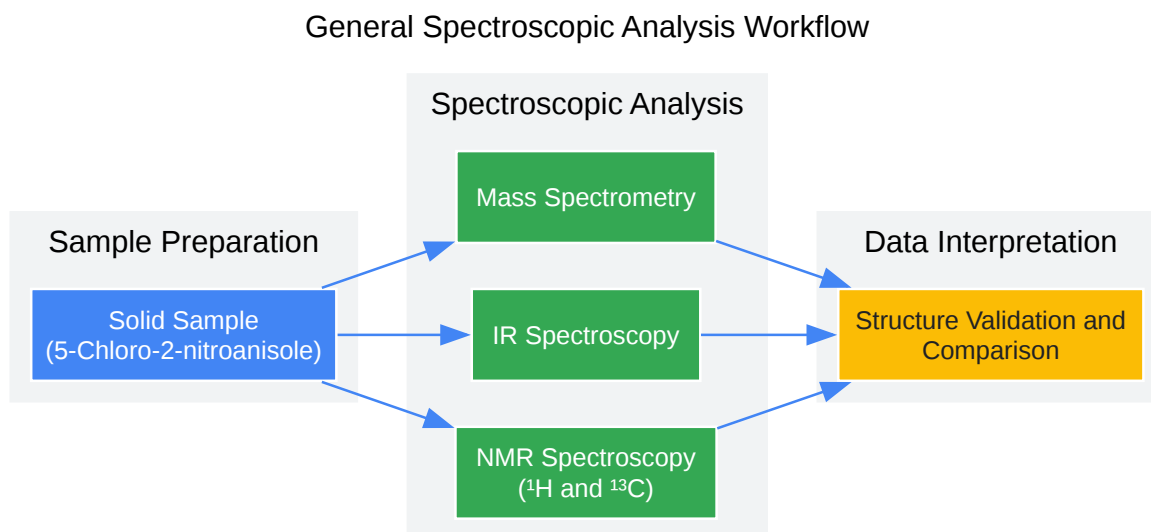 General Spectroscopic Analysis Workflow
Sample Preparation
Solid Sample
(5-Chloro-2-nitroanisole)
Spectroscopic Analysis
Mass Spectrometry
IR Spectroscopy
NMR Spectroscopy
(¹H and ¹³C)
Data Interpretation
Structure Validation and
Comparison